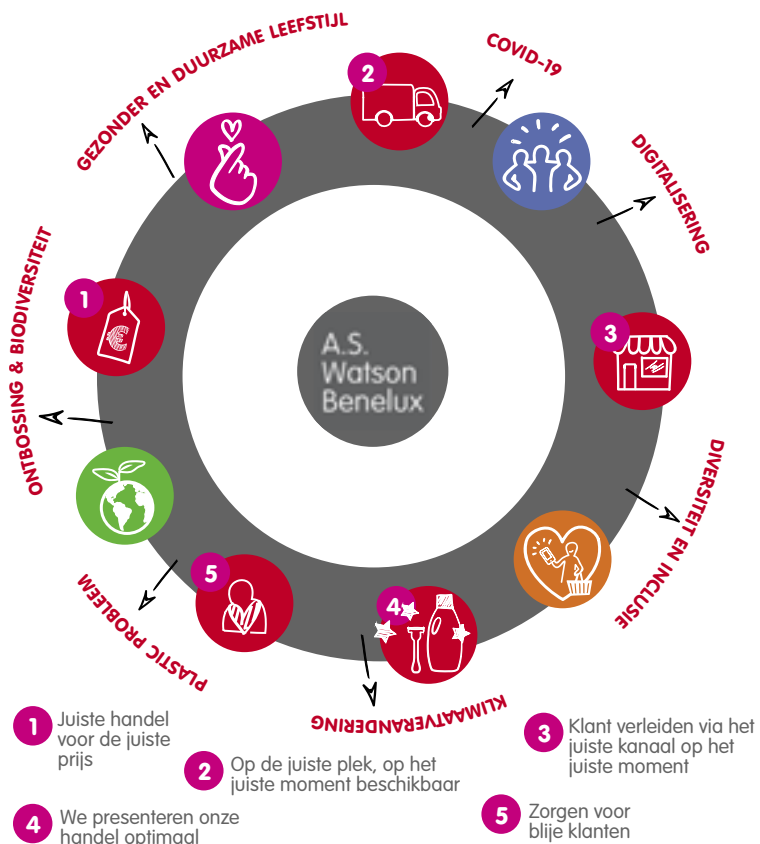 GEZONDER EN DUURZAME LEEFSTIJL
COVID-19
DIGITALISERING
DIVERSITEIT EN INCLUSIE
KLIMAATVERANDERING
PLASTIC PROBLEEM
ONTBOSSING & BIODIVERSITEIT
2
1
3
5
4
€
A.S.
Watson
Benelux
1 Juiste handel
voor de juiste
prijs
2 Op de juiste plek, op het
juiste moment beschikbaar
3 Klant verleiden via het
juiste kanaal op het
juiste moment
4 We presenteren onze
handel optimaal
5 Zorgen voor
blije klanten